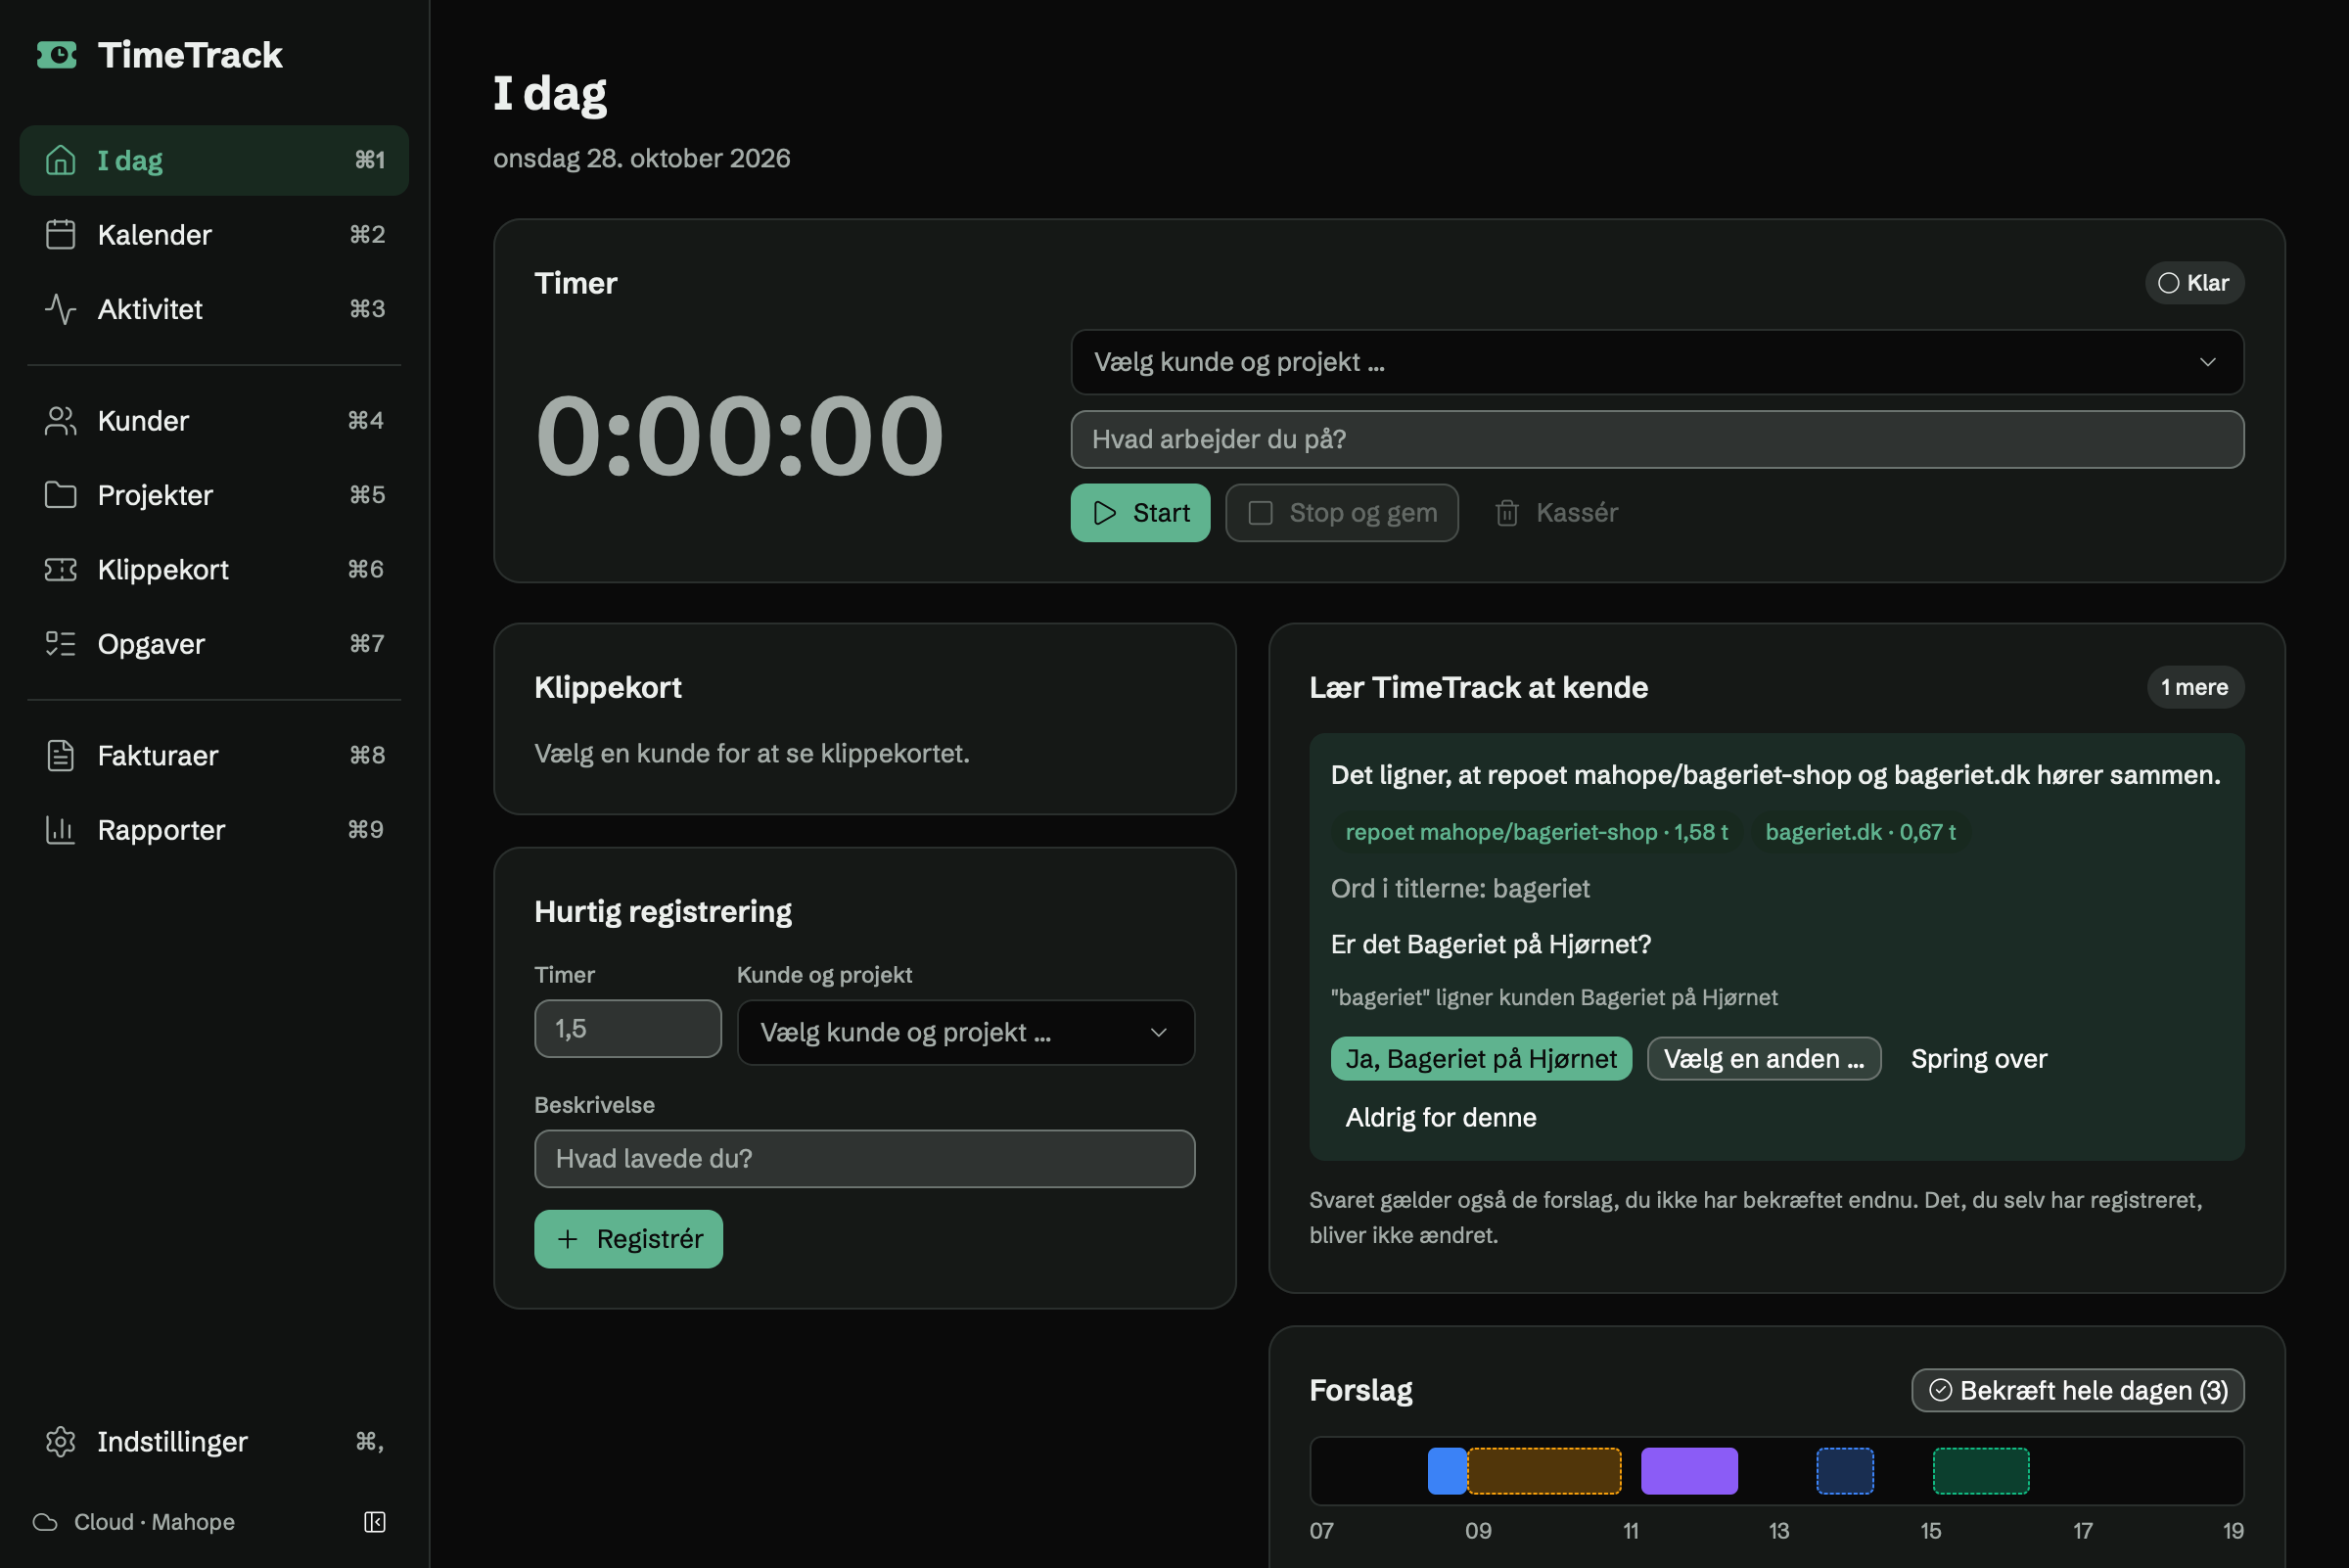 TimeTrack
I dag ⌘1
Kalender ⌘2
Aktivitet ⌘3
Kunder ⌘4
Projekter ⌘5
Klippekort ⌘6
Opgaver ⌘7
Fakturaer ⌘8
Rapporter ⌘9
Indstillinger ⌘,
Cloud · Mahope
I dag
onsdag 28. oktober 2026
Timer
Klar
0:00:00
Vælg kunde og projekt ...
Hvad arbejder du på?
Start
Stop og gem
Kassér
Klippekort
Vælg en kunde for at se klippekortet.
Hurtig registrering
Timer
Kunde og projekt
1,5
Vælg kunde og projekt ...
Beskrivelse
Hvad lavede du?
Registrér
Lær TimeTrack at kende
1 mere
Det ligner, at repoet mahope/bageriet-shop og bageriet.dk hører sammen.
repoet mahope/bageriet-shop · 1,58 t
bageriet.dk · 0,67 t
Ord i titlerne: bageriet
Er det Bageriet på Hjørnet?
"bageriet" ligner kunden Bageriet på Hjørnet
Ja, Bageriet på Hjørnet
Vælg en anden ...
Spring over
Aldrig for denne
Svaret gælder også de forslag, du ikke har bekræftet endnu. Det, du selv har registreret,
bliver ikke ændret.
Forslag
Bekræft hele dagen (3)
07 09 11 13 15 17 19